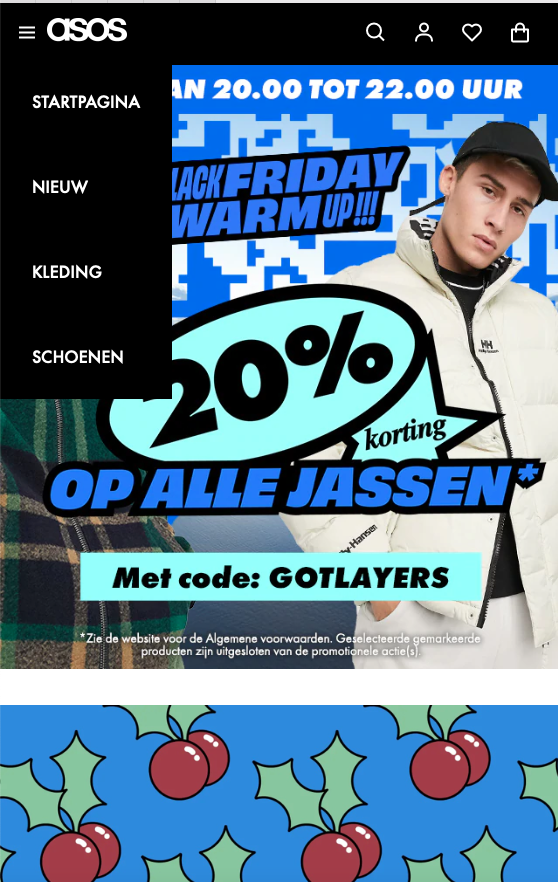 asos
STARTPAGINA
NIEUW
KLEDING
SCHOENEN
20.00 TOT 22.00 UUR
FRIDAY
WARM UP!!!
HH
20%
korting
OP ALLE JASSEN*
Met code: GOTLAYERS
*Zie de website voor de Algemene voorwaarden. Geselecteerde gemarkeerde
producten zijn uitgesloten van de promotionele actie(s).